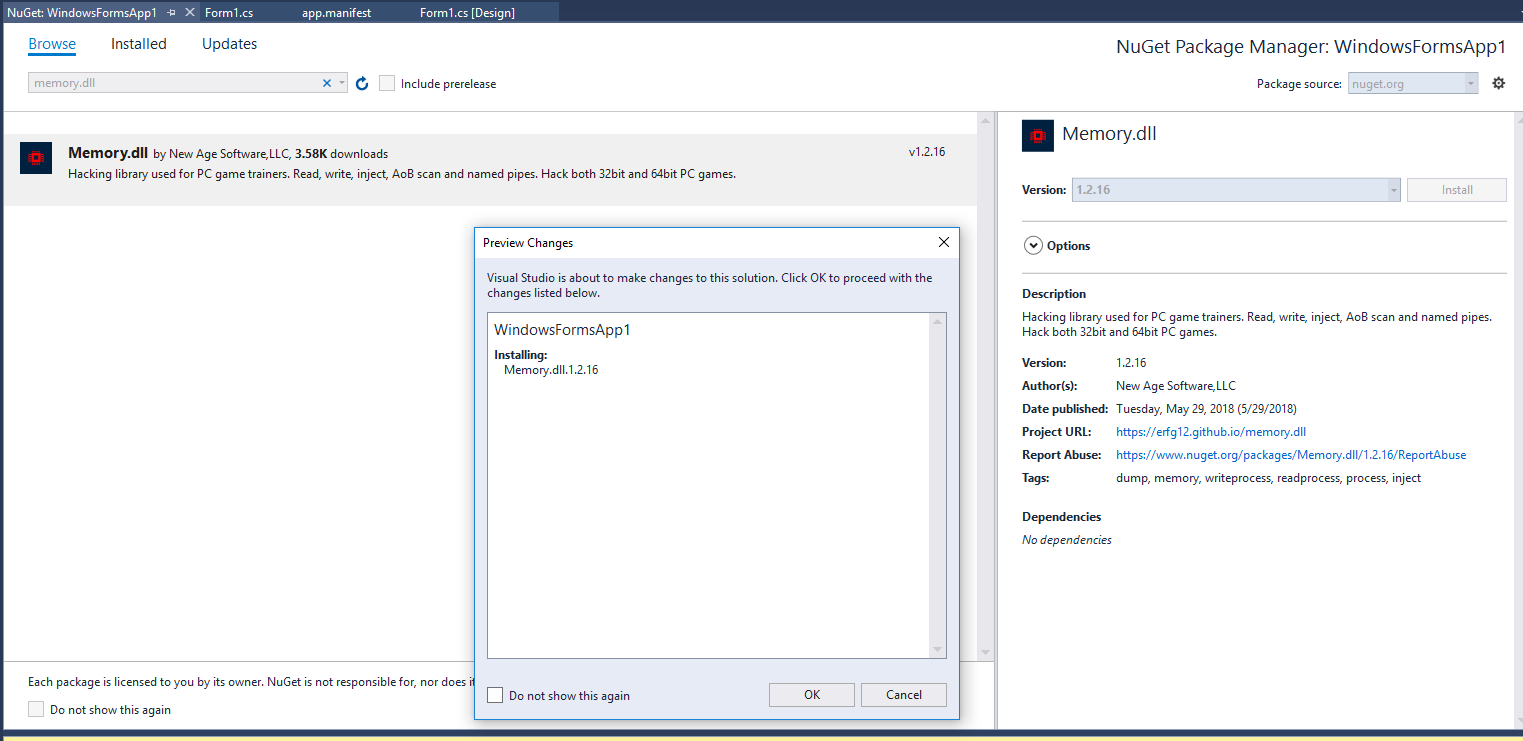 NuGet: WindowsFormsApp1
Form1.cs
app.manifest
Form1.cs [Design]
Browse
Installed
Updates
NuGet Package Manager: WindowsFormsApp1
memory.dll
Include prerelease
Package source:
nuget.org
Memory.dll by New Age Software,LLC, 3.58K downloads
v1.2.16
Hacking library used for PC game trainers. Read, write, inject, AoB scan and named pipes. Hack both 32bit and 64bit PC games.
Preview Changes
Visual Studio is about to make changes to this solution. Click OK to proceed with the
changes listed below.
WindowsFormsApp1
Installing:
Memory.dll.1.2.16
Do not show this again
OK
Cancel
Each package is licensed to you by its owner. NuGet is not responsible for, nor does
Do not show this again
Memory.dll
Version:
1.2.16
Install
Options
Description
Hacking library used for PC game trainers. Read, write, inject, AoB scan and named pipes.
Hack both 32bit and 64bit PC games.
Version: 1.2.16
Author(s): New Age Software,LLC
Date published: Tuesday, May 29, 2018 (5/29/2018)
Project URL: https://erfg12.github.io/memory.dll
Report Abuse: https://www.nuget.org/packages/Memory.dll/1.2.16/ReportAbuse
Tags: dump, memory, writeprocess, readprocess, process, inject
Dependencies
No dependencies